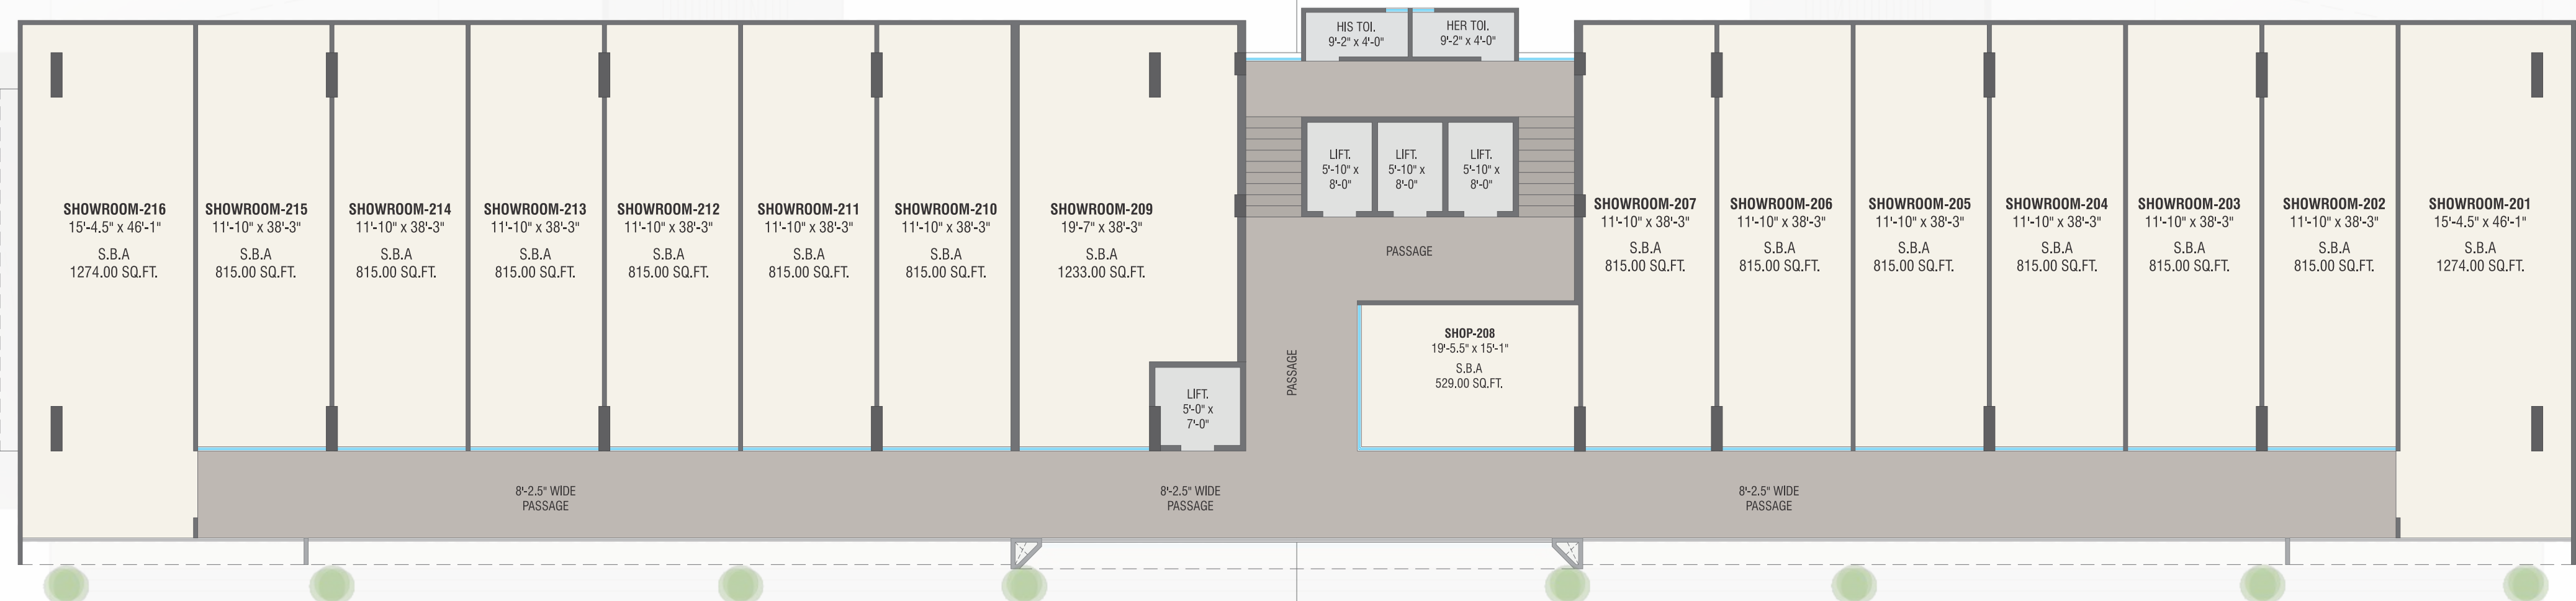 HIS TOI.
9'-2" x 4'-0"
HER TOI.
9'-2" x 4'-0"
SHOWROOM-216
15'-4.5" x 46'-1"
S.B.A
1274.00 SQ.FT.
SHOWROOM-215
11'-10" x 38'-3"
S.B.A
815.00 SQ.FT.
SHOWROOM-214
11'-10" x 38'-3"
S.B.A
815.00 SQ.FT.
SHOWROOM-213
11'-10" x 38'-3"
S.B.A
815.00 SQ.FT.
SHOWROOM-212
11'-10" x 38'-3"
S.B.A
815.00 SQ.FT.
SHOWROOM-211
11'-10" x 38'-3"
S.B.A
815.00 SQ.FT.
SHOWROOM-210
11'-10" x 38'-3"
S.B.A
815.00 SQ.FT.
SHOWROOM-209
19'-7" x 38'-3"
S.B.A
1233.00 SQ.FT.
LIFT.
5'-10" x
8'-0"
LIFT.
5'-10" x
8'-0"
LIFT.
5'-10" x
8'-0"
SHOWROOM-207
11'-10" x 38'-3"
S.B.A
815.00 SQ.FT.
SHOWROOM-206
11'-10" x 38'-3"
S.B.A
815.00 SQ.FT.
SHOWROOM-205
11'-10" x 38'-3"
S.B.A
815.00 SQ.FT.
SHOWROOM-204
11'-10" x 38'-3"
S.B.A
815.00 SQ.FT.
SHOWROOM-203
11'-10" x 38'-3"
S.B.A
815.00 SQ.FT.
SHOWROOM-202
11'-10" x 38'-3"
S.B.A
815.00 SQ.FT.
SHOWROOM-201
15'-4.5" x 46'-1"
S.B.A
1274.00 SQ.FT.
PASSAGE
PASSAGE
SHOP-208
19'-5.5" x 15'-1"
S.B.A
529.00 SQ.FT.
LIFT.
5'-0" x
7'-0"
8'-2.5" WIDE
PASSAGE
8'-2.5" WIDE
PASSAGE
8'-2.5" WIDE
PASSAGE